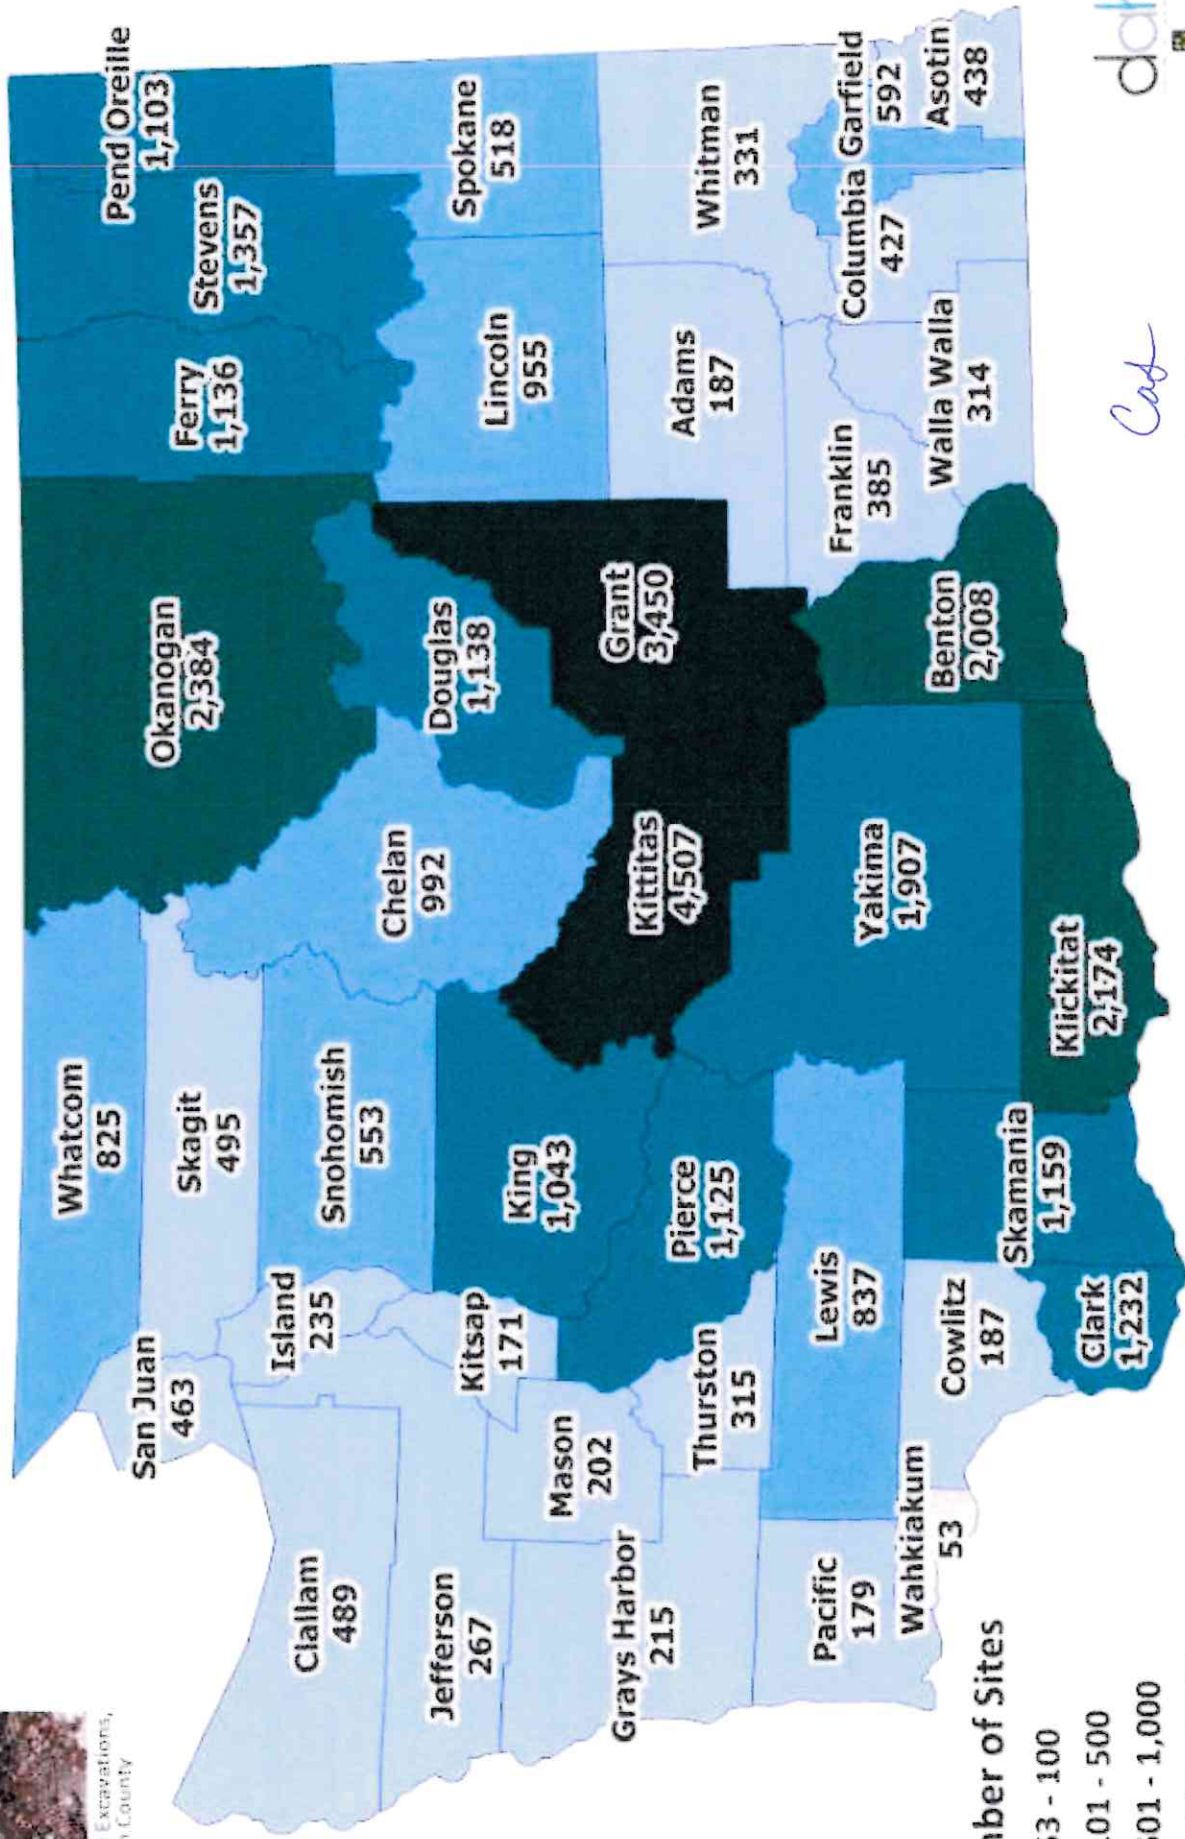 Excavations,
County
Whatcom
825
San Juan
463
Skagit
495
Okanogan
2,384
Ferry
1,136
Stevens
1,357
Pend Oreille
1,103
Clallam
489
Island
235
Snohomish
553
Chelan
992
Douglas
1,138
Jefferson
267
Kitsap
171
King
1,043
Lincoln
955
Spokane
518
Grays Harbor
215
Mason
202
Pierce
1,125
Kittitas
4,507
Grant
3,450
Adams
187
Whitman
331
Thurston
315
Pacific
179
Lewis
837
Yakima
1,907
Franklin
385
Columbia
427
Garfield
592
Wahkiakum
53
Cowlitz
187
Benton
2,008
Walla Walla
314
Asotin
438
Skamania
1,159
Klickitat
2,174
Clark
1,232
of Sites
- 100
- 500
- 1,000